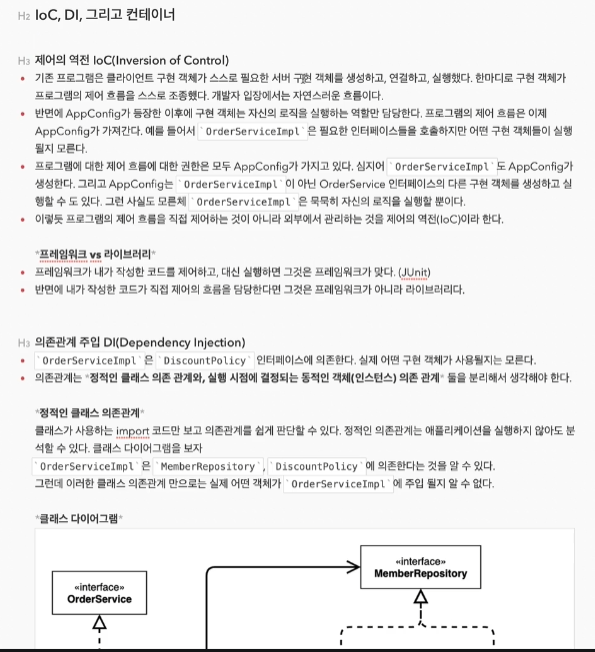 H2 IoC, DI, 그리고 컨테이너
H3 제어의 역전 IoC(Inversion of Control)
• 기존 프로그램은 클라이언트 구현 객체가 스스로 필요한 서버 구현 객체를 생성하고, 연결하고, 실행했다. 한마디로 구현 객체가
프로그램의 제어 흐름을 스스로 조종했다. 개발자 입장에서는 자연스러운 흐름이다.
• 반면에 AppConfig가 등장한 이후에 구현 객체는 자신의 로직을 실행하는 역할만 담당한다. 프로그램의 제어 흐름은 이제
AppConfig가 가져간다. 예를 들어서 `OrderServiceImpl`은 필요한 인터페이스들을 호출하지만 어떤 구현 객체들이 실행
될지 모른다.
• 프로그램에 대한 제어 흐름에 대한 권한은 모두 AppConfig가 가지고 있다. 심지어 `OrderServiceImpl`도 AppConfig가
생성한다. 그리고 AppConfig는 `OrderServiceImpl`이 아닌 OrderService 인터페이스의 다른 구현 객체를 생성하고 실
행할 수 도 있다. 그런 사실도 모른체 `OrderServiceImpl`은 묵묵히 자신의 로직을 실행할 뿐이다.
• 이렇듯 프로그램의 제어 흐름을 직접 제어하는 것이 아니라 외부에서 관리하는 것을 제어의 역전(IoC)이라 한다.
*프레임워크 vs 라이브러리*
• 프레임워크가 내가 작성한 코드를 제어하고, 대신 실행하면 그것은 프레임워크가 맞다. (JUnit)
• 반면에 내가 작성한 코드가 직접 제어의 흐름을 담당한다면 그것은 프레임워크가 아니라 라이브러리다.
H3 의존관계 주입 DI(Dependency Injection)
• `OrderServiceImpl`은 `DiscountPolicy` 인터페이스에 의존한다. 실제 어떤 구현 객체가 사용될지는 모른다.
• 의존관계는 *정적인 클래스 의존 관계와, 실행 시점에 결정되는 동적인 객체(인스턴스) 의존 관계* 둘을 분리해서 생각해야 한다.
*정적인 클래스 의존관계*
클래스가 사용하는 import 코드만 보고 의존관계를 쉽게 판단할 수 있다. 정적인 의존관계는 애플리케이션을 실행하지 않아도 분
석할 수 있다. 클래스 다이어그램을 보자
`OrderServiceImpl`은 `MemberRepository`, `DiscountPolicy`에 의존한다는 것을 알 수 있다.
그런데 이러한 클래스 의존관계 만으로는 실제 어떤 객체가 `OrderServiceImpl`에 주입 될지 알 수 없다.
*클래스 다이어그램*
«interface»
MemberRepository
«interface»
OrderService